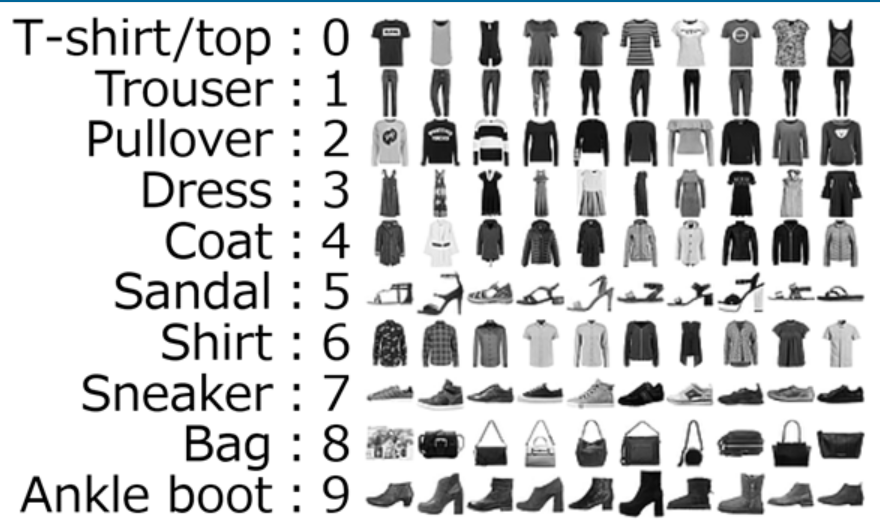 T-shirt/top : 0
Trouser : 1
Pullover : 2
Dress : 3
Coat : 4
Sandal : 5
Shirt : 6
Sneaker : 7
Bag : 8
Ankle boot : 9